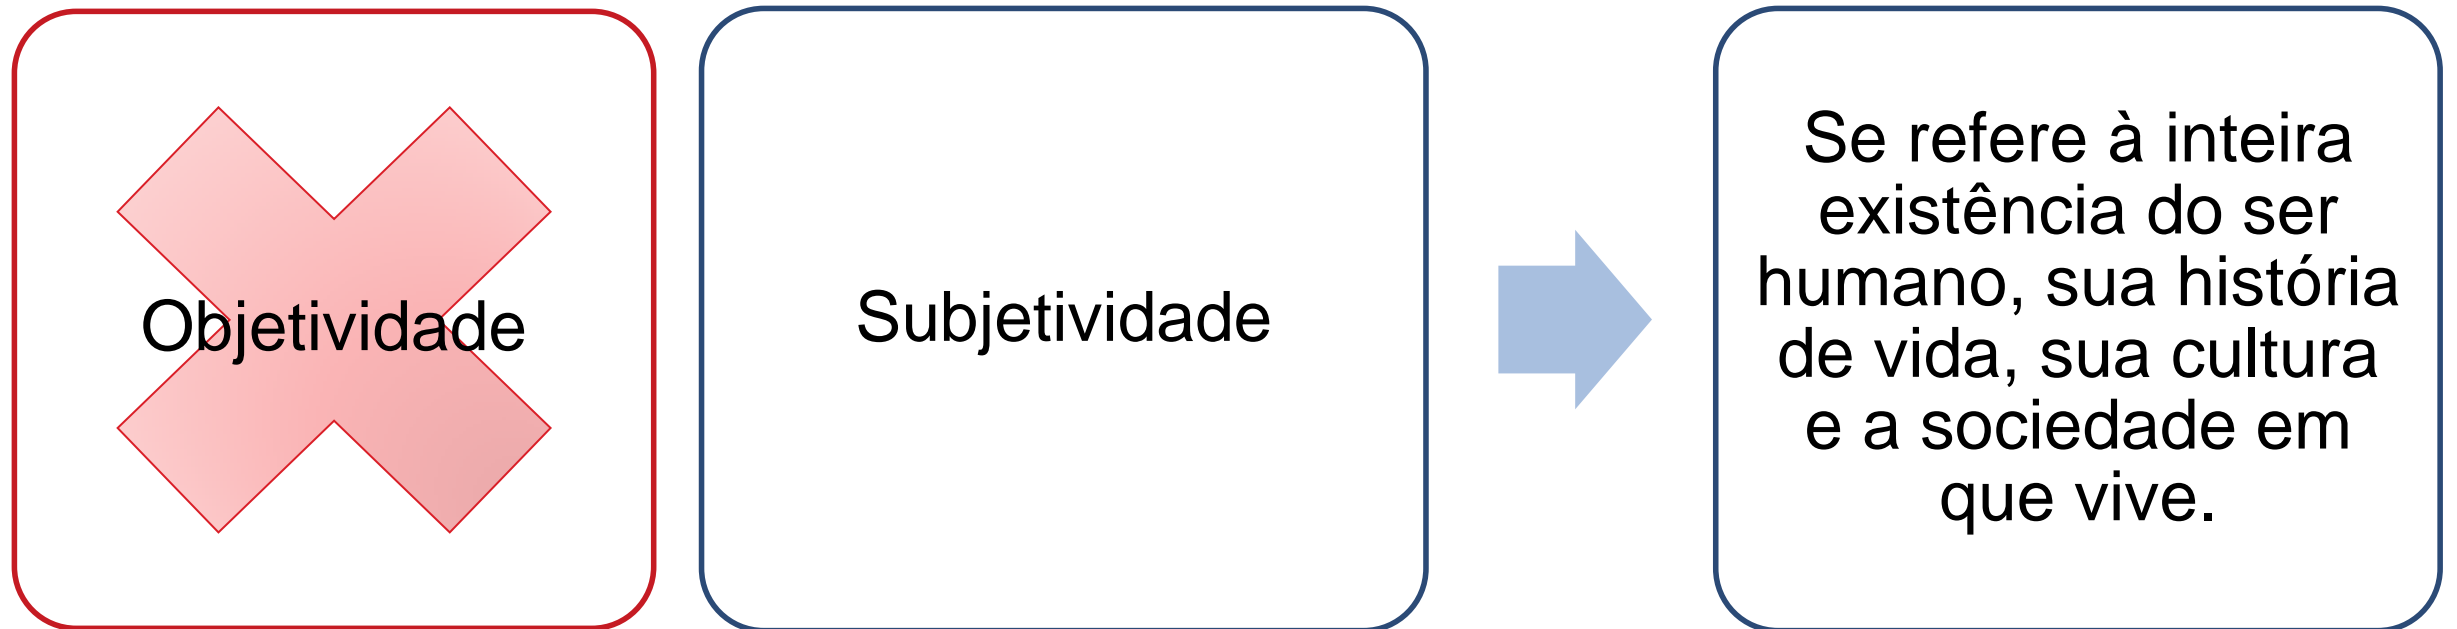 Objetividade
Subjetividade
Se refere à inteira
existência do ser
humano, sua história
de vida, sua cultura
e a sociedade em
que vive.